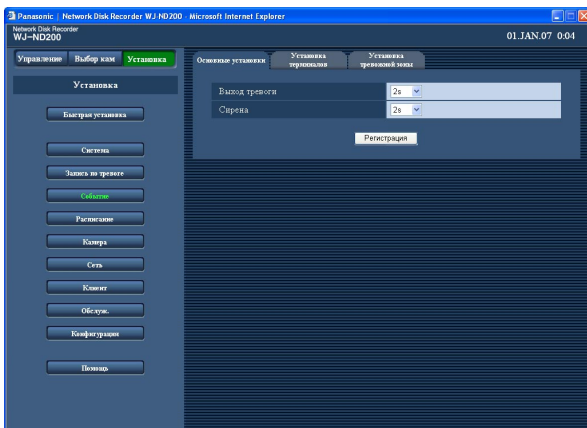 Panasonic | Network Disk Recorder WJ-ND200 - Microsoft Internet Explorer
Network Disk Recorder
WJ-ND200
01.JAN.07 0:04
Управление Выбор кам Установка
Установка
Быстрая установка
Система
Запись по тревоге
Событие
Расписание
Камера
Сеть
Клиент
Обслуж.
Конфигурация
Помощь
Основные установки
Установка
терминалов
Установка
тревожной зоны
Выход тревоги 2s
Сирена 2s
Регистрация